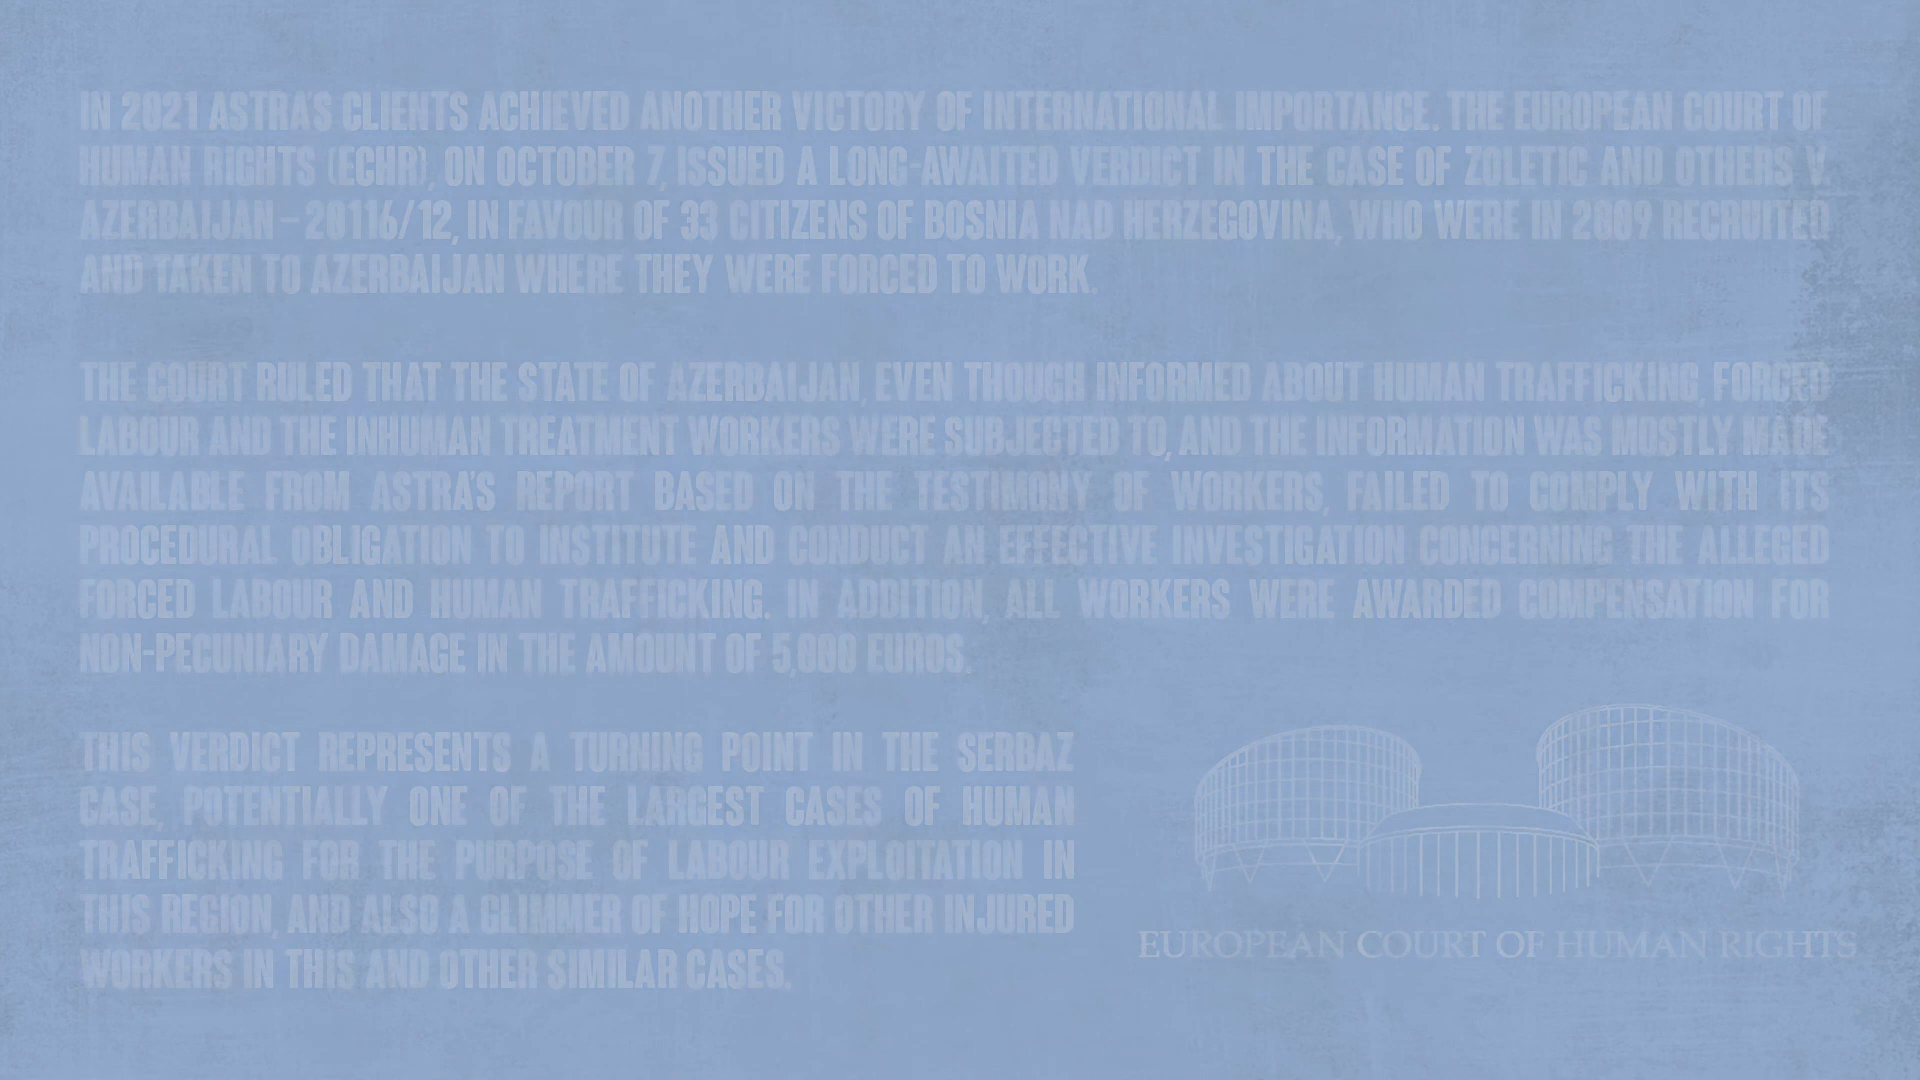 IN 2021 ASTRA'S CLIENTS ACHIEVED ANOTHER VICTORY OF INTERNATIONAL IMPORTANCE. THE EUROPEAN COURT OF
HUMAN RIGHTS (ECHR), ON OCTOBER 7, ISSUED A LONG-AWAITED VERDICT IN THE CASE OF ZOLETIC AND OTHERS V.
AZERBAIJAN – 20116/12, IN FAVOUR OF 33 CITIZENS OF BOSNIA NAD HERZEGOVINA, WHO WERE IN 2009 RECRUITED
AND TAKEN TO AZERBAIJAN WHERE THEY WERE FORCED TO WORK.
THE COURT RULED THAT THE STATE OF AZERBAIJAN, EVEN THOUGH INFORMED ABOUT HUMAN TRAFFICKING, FORCED
LABOUR AND THE INHUMAN TREATMENT WORKERS WERE SUBJECTED TO, AND THE INFORMATION WAS MOSTLY MADE
AVAILABLE FROM ASTRA'S REPORT BASED ON THE TESTIMONY OF WORKERS, FAILED TO COMPLY WITH ITS
PROCEDURAL OBLIGATION TO INSTITUTE AND CONDUCT AN EFFECTIVE INVESTIGATION CONCERNING THE ALLEGED
FORCED LABOUR AND HUMAN TRAFFICKING. IN ADDITION, ALL WORKERS WERE AWARDED COMPENSATION FOR
NON-PECUNIARY DAMAGE IN THE AMOUNT OF 5,000 EUROS.
THIS VERDICT REPRESENTS A TURNING POINT IN THE SERBAZ
CASE, POTENTIALLY ONE OF THE LARGEST CASES OF HUMAN
TRAFFICKING FOR THE PURPOSE OF LABOUR EXPLOITATION IN
THIS REGION, AND ALSO A GLIMMER OF HOPE FOR OTHER INJURED
WORKERS IN THIS AND OTHER SIMILAR CASES.
EUROPEAN COURT OF HUMAN RIGHTS